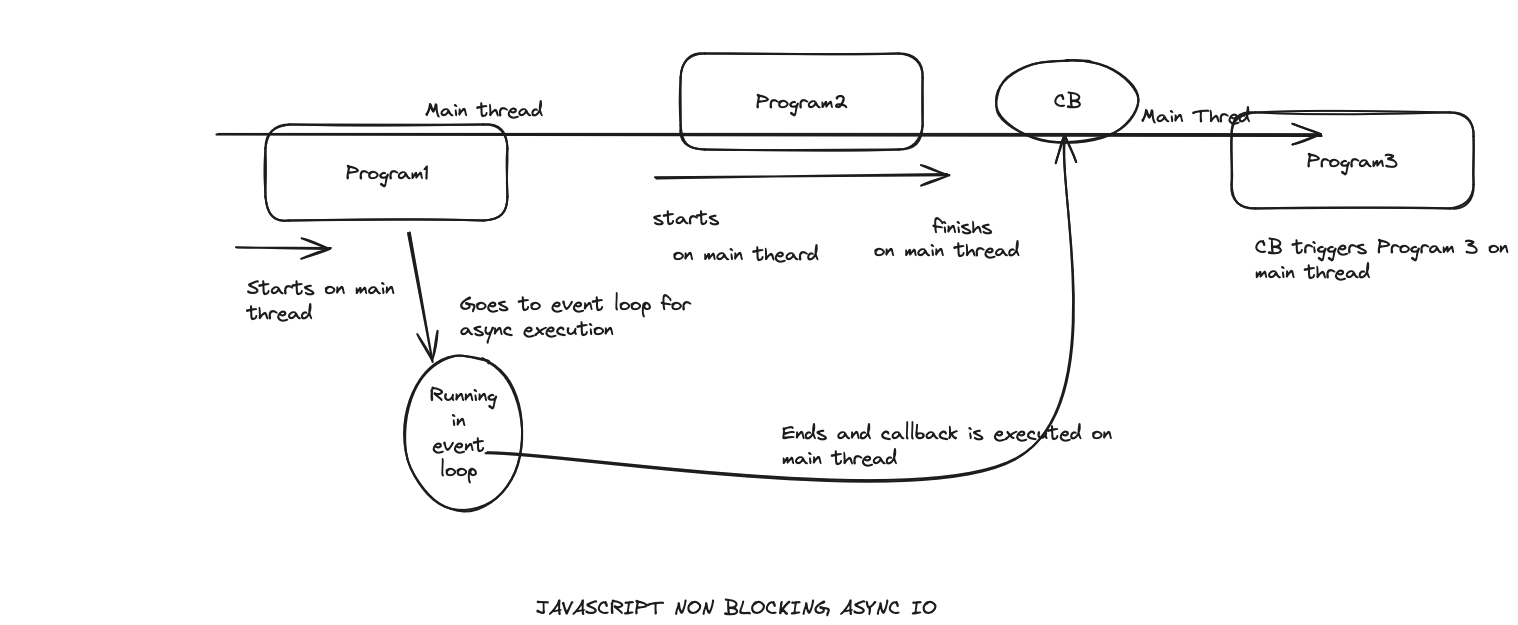 Main thread
Program2
CB
Main Thred
Program1
Program3
starts
on main theard
finishs
on main thread
CB triggers Program 3 on
main thread
Starts on main
thread
Goes to event loop for
async execution
Running
in
event
loop
Ends and callback is executed on
main thread
JAVASCRIPT NON BLOCKING ASYNC IO